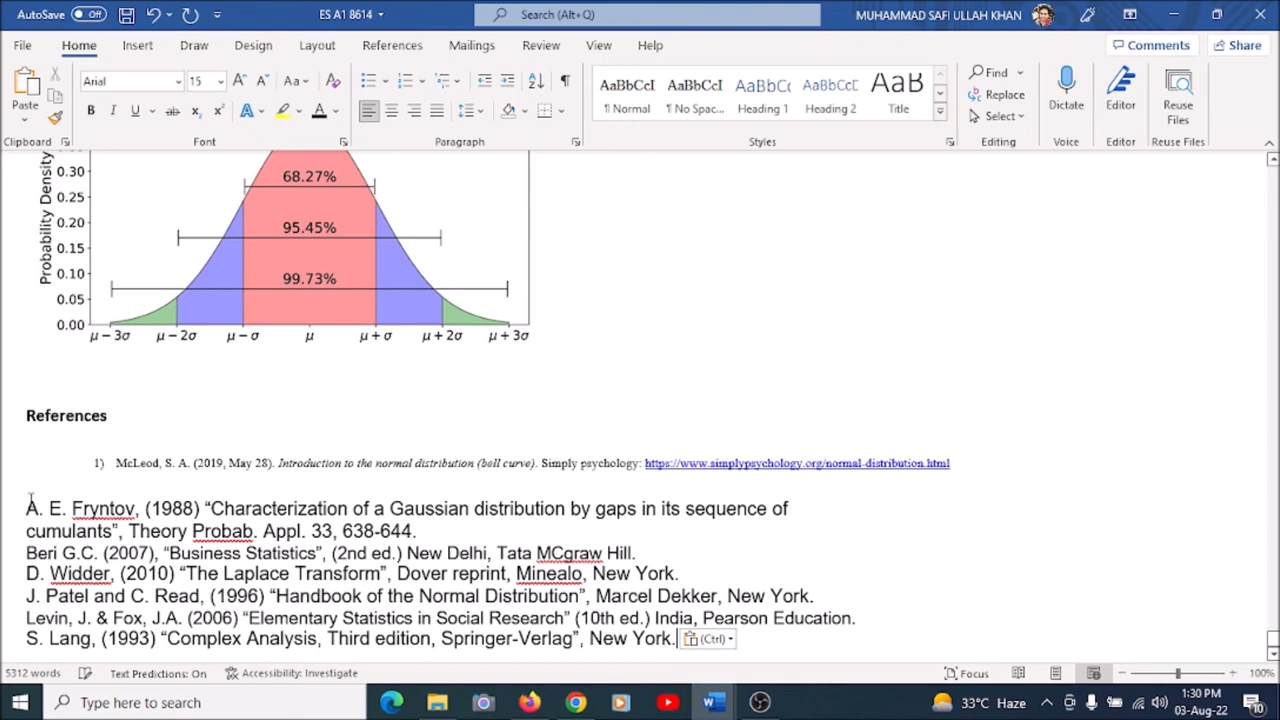 AutoSave Off ES A1 8614 Search (Alt+Q) MUHAMMAD SAFI ULLAH KHAN
File Home Insert Draw Design Layout References Mailings Review View Help Comments Share
Paste Arial 15 Aa AaBbCcI AaBbCcI AaBbCc AaBbCcD AaB Find Replace Select Dictate Editor Reuse Files
¶ Normal ¶ No Spac... Heading 1 Heading 2 Title
Clipboard Font Paragraph Styles Editing Voice Editor Reuse Files
Probability Density
0.30
0.25
0.20
0.15
0.10
0.05
0.00
68.27%
95.45%
99.73%
μ − 3σ μ − 2σ μ − σ μ μ + σ μ + 2σ μ + 3σ
References
1) McLeod, S. A. (2019, May 28). Introduction to the normal distribution (bell curve). Simply psychology: https://www.simplypsychology.org/normal-distribution.html
A. E. Fryntov, (1988) “Characterization of a Gaussian distribution by gaps in its sequence of
cumulants”, Theory Probab. Appl. 33, 638-644.
Beri G.C. (2007), “Business Statistics”, (2nd ed.) New Delhi, Tata MCgraw Hill.
D. Widder, (2010) “The Laplace Transform”, Dover reprint, Minealo, New York.
J. Patel and C. Read, (1996) “Handbook of the Normal Distribution”, Marcel Dekker, New York.
Levin, J. & Fox, J.A. (2006) “Elementary Statistics in Social Research” (10th ed.) India, Pearson Education.
S. Lang, (1993) “Complex Analysis, Third edition, Springer-Verlag”, New York. (Ctrl)
5312 words Text Predictions: On Accessibility: Investigate Focus 100%
Type here to search 33°C Haze 1:30 PM
03-Aug-22 10